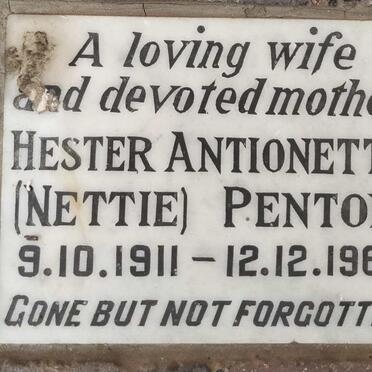 A loving wife
and devoted mothe
HESTER ANTIONETT
(NETTIE) PENTO
9.10.1911 – 12.12.196
GONE BUT NOT FORGOTT